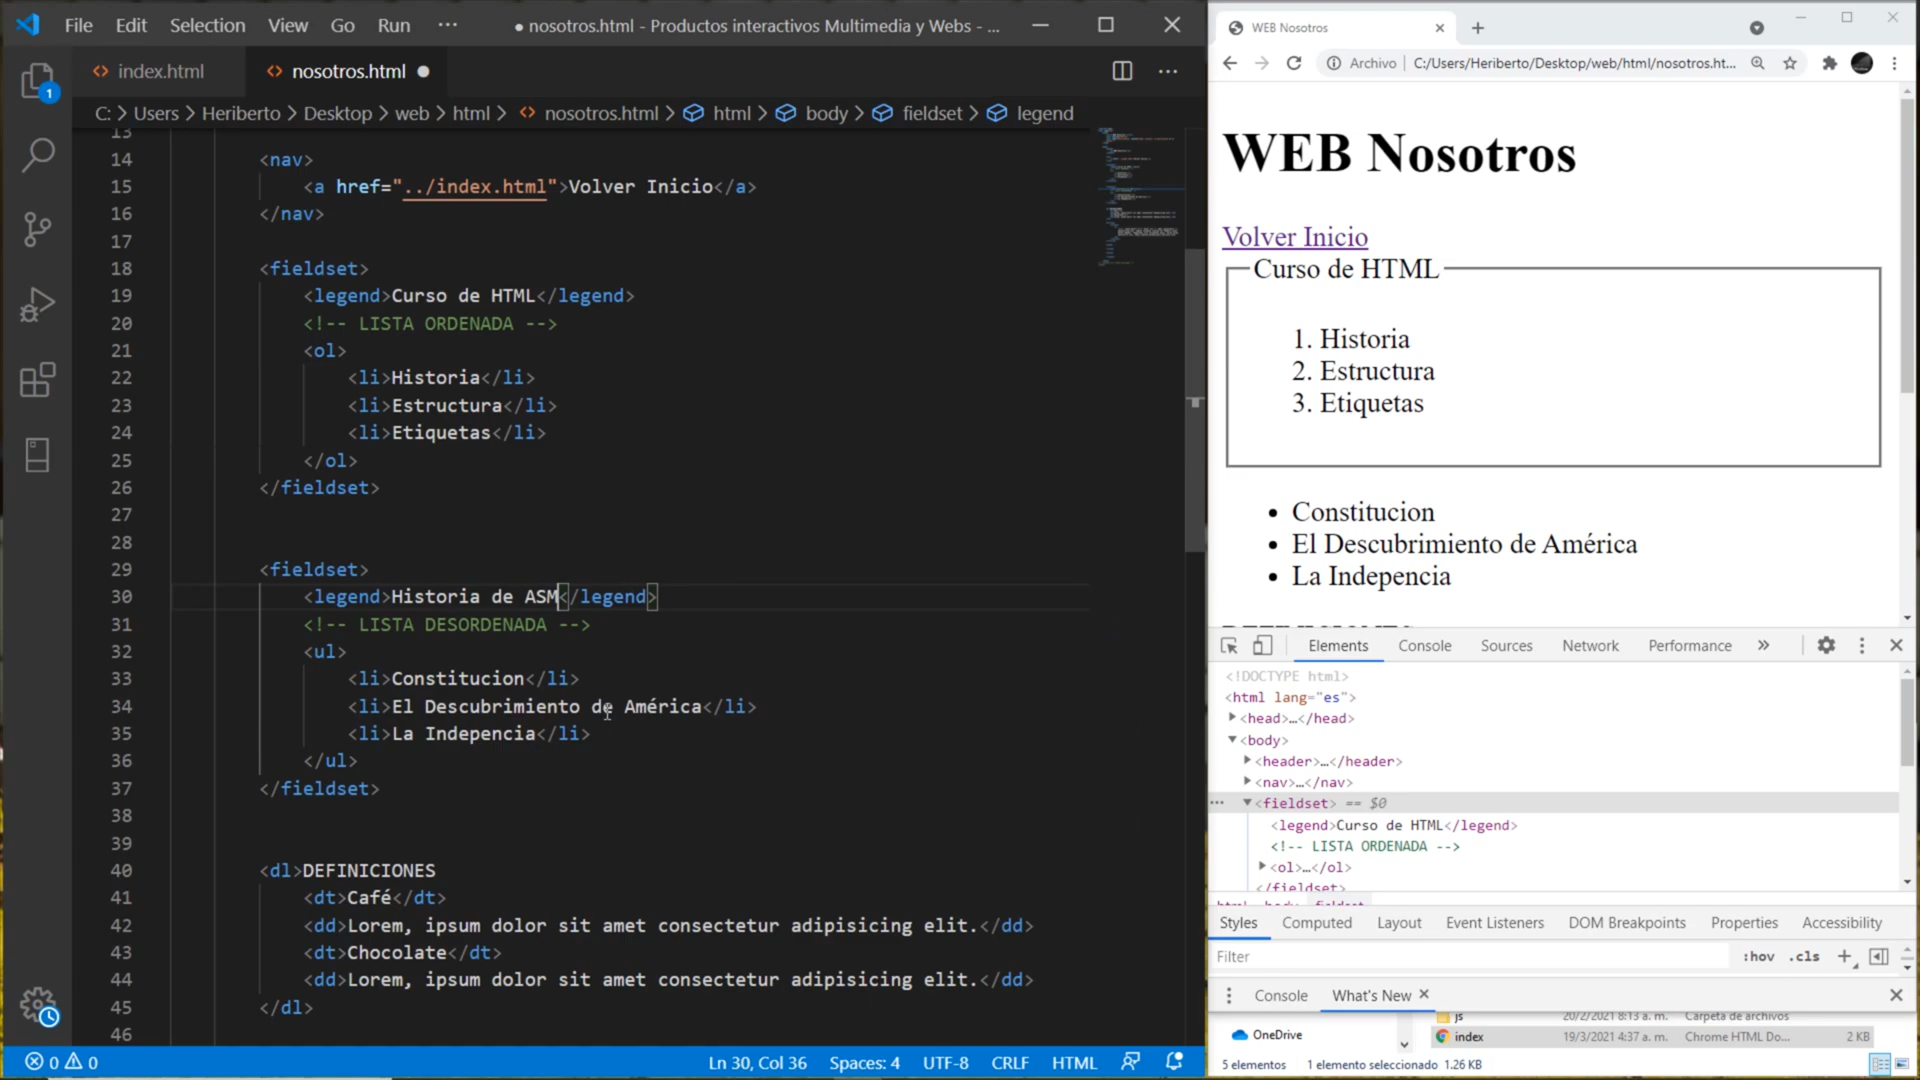 File Edit Selection View Go Run ··· ● nosotros.html - Productos interactivos Multimedia y Webs - ...
index.html nosotros.html ●
C: > Users > Heriberto > Desktop > web > html > nosotros.html > html > body > fieldset > legend
13
14 <nav>
15 <a href="../index.html">Volver Inicio</a>
16 </nav>
17
18 <fieldset>
19 <legend>Curso de HTML</legend>
20 <!-- LISTA ORDENADA -->
21 <ol>
22 <li>Historia</li>
23 <li>Estructura</li>
24 <li>Etiquetas</li>
25 </ol>
26 </fieldset>
27
28
29 <fieldset>
30 <legend>Historia de ASM</legend>
31 <!-- LISTA DESORDENADA -->
32 <ul>
33 <li>Constitucion</li>
34 <li>El Descubrimiento de América</li>
35 <li>La Indepencia</li>
36 </ul>
37 </fieldset>
38
39
40 <dl>DEFINICIONES
41 <dt>Café</dt>
42 <dd>Lorem, ipsum dolor sit amet consectetur adipisicing elit.</dd>
43 <dt>Chocolate</dt>
44 <dd>Lorem, ipsum dolor sit amet consectetur adipisicing elit.</dd>
45 </dl>
46
1
0 0 Ln 30, Col 36 Spaces: 4 UTF-8 CRLF HTML
WEB Nosotros
Archivo | C:/Users/Heriberto/Desktop/web/html/nosotros.ht...
WEB Nosotros
Volver Inicio
Curso de HTML
1. Historia
2. Estructura
3. Etiquetas
• Constitucion
• El Descubrimiento de América
• La Indepencia
Elements Console Sources Network Performance »
<!DOCTYPE html>
<html lang="es">
<head>…</head>
<body>
<header>…</header>
<nav>…</nav>
··· <fieldset> == $0
<legend>Curso de HTML</legend>
<!-- LISTA ORDENADA -->
<ol>…</ol>
</fieldset>
Styles Computed Layout Event Listeners DOM Breakpoints Properties Accessibility
Filter :hov .cls +
Console What's New ×
js 20/2/2021 8:13 a. m. Carpeta de archivos
OneDrive index 19/3/2021 4:37 a. m. Chrome HTML Do... 2 KB
5 elementos 1 elemento seleccionado 1.26 KB